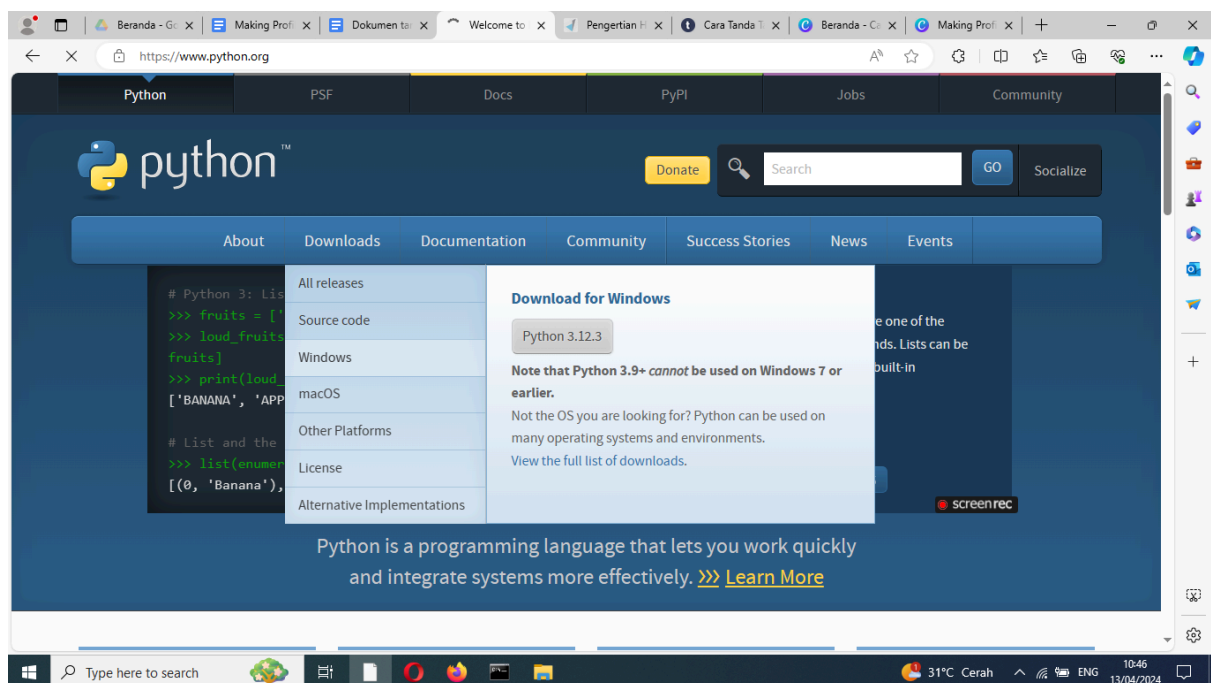 Beranda - Go
Making Profi
Dokumen ta
Welcome to
Pengertian H
Cara Tanda T
Beranda - Ca
Making Profi
https://www.python.org
Python PSF Docs PyPI Jobs Community
python™
Donate
Search
GO
Socialize
About Downloads Documentation Community Success Stories News Events
# Python 3: Lis
>>> fruits = ['
>>> loud_fruits
fruits]
>>> print(loud_
['BANANA', 'APP
# List and the
>>> list(enumer
[(0, 'Banana'),
All releases
Source code
Windows
macOS
Other Platforms
License
Alternative Implementations
Download for Windows
Python 3.12.3
Note that Python 3.9+ cannot be used on Windows 7 or
earlier.
Not the OS you are looking for? Python can be used on
many operating systems and environments.
View the full list of downloads.
e one of the
nds. Lists can be
built-in
screenrec
Python is a programming language that lets you work quickly
and integrate systems more effectively. >>> Learn More
Type here to search
31°C Cerah
ENG
10:46
13/04/2024